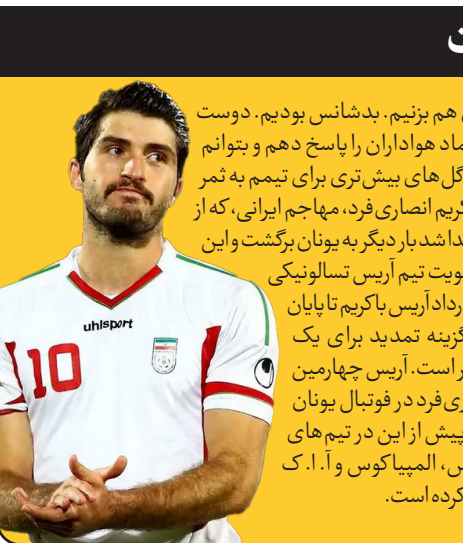 هم بزنیم. بدشانس بودیم. دوست
هواداران را پاسخ دهم و بتوانم
گل‌های بیش‌تری برای تیمم به ثمر
کریم انصاری‌فرد، مهاجم ایرانی، که از
شد بار دیگر به یونان برگشت و این
تیم آریس تسالونیکی
آریس با کریم تا پایان
گزینه تمدید برای یک
است. آریس چهارمین
فرد در فوتبال یونان
پیش از این در تیم‌های
المپیاکوس و آ. ا. ک
کرده است.
uhlsport
10